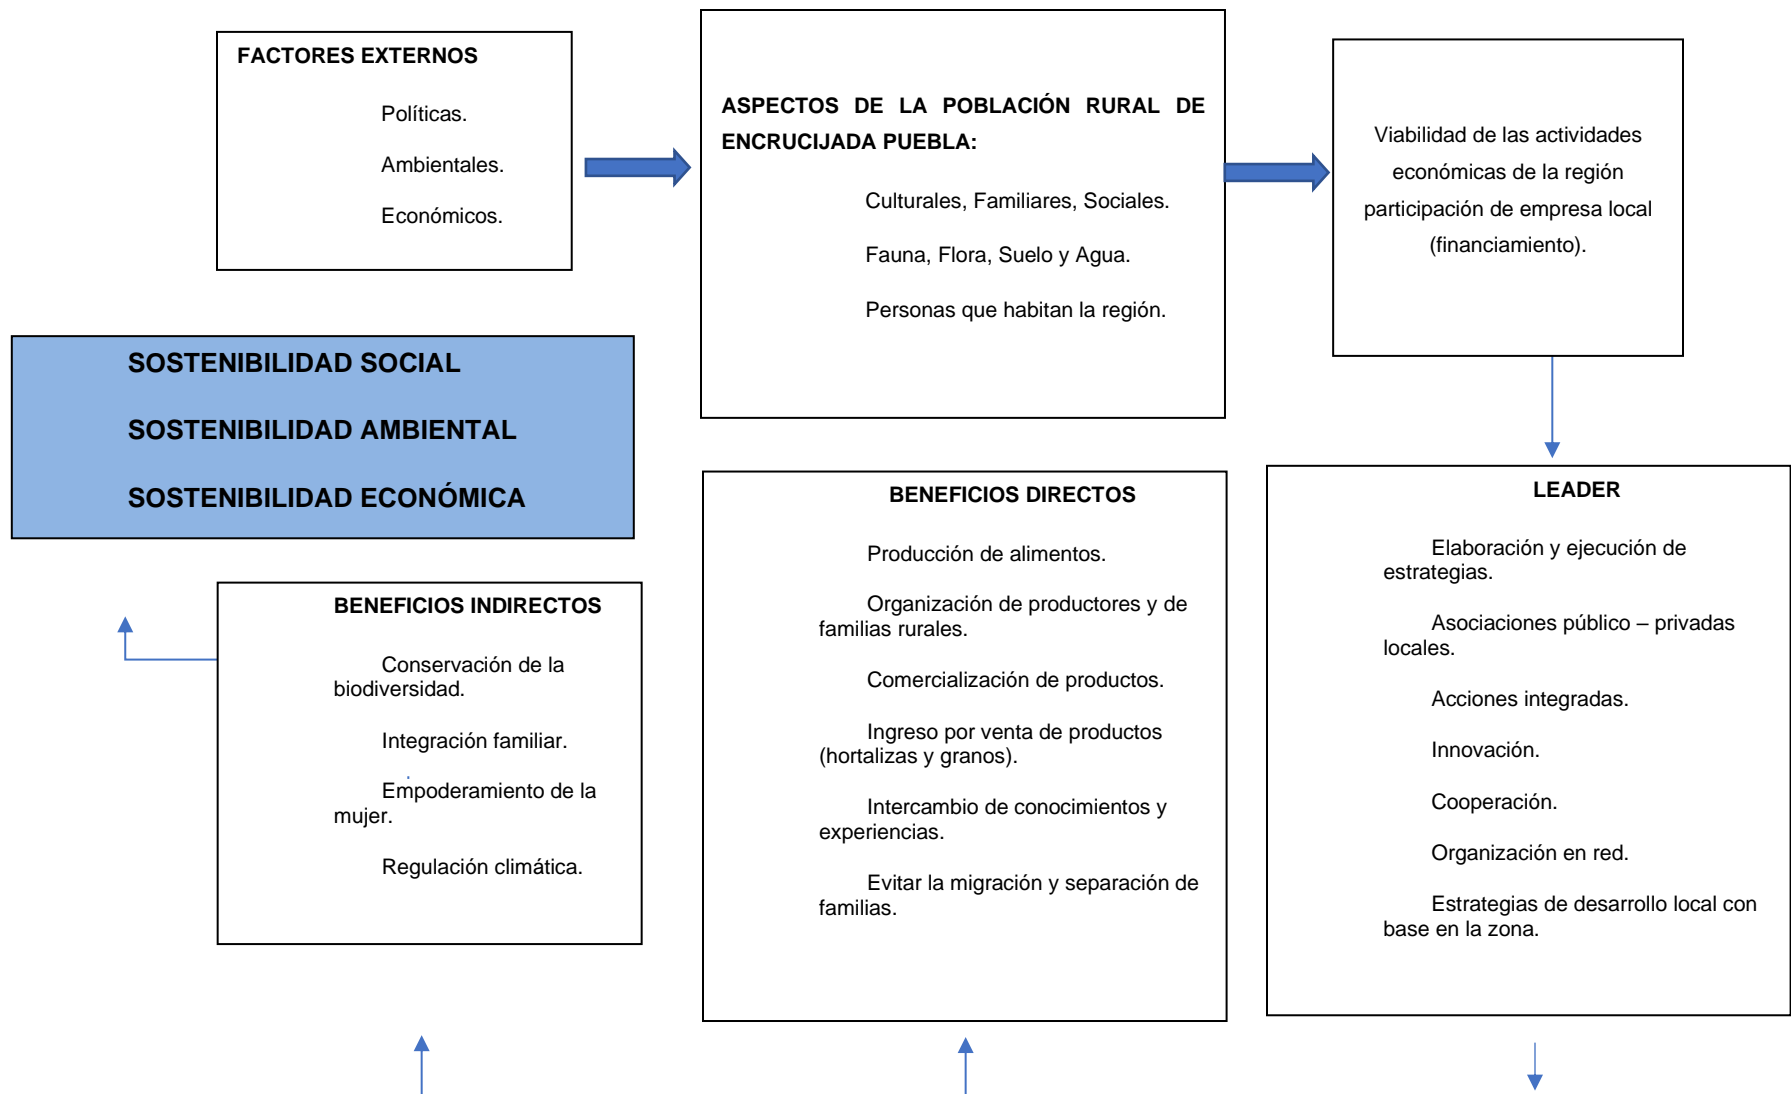 FACTORES EXTERNOS
Políticas.
Ambientales.
Económicos.
ASPECTOS DE LA POBLACIÓN RURAL DE
ENCRUCIJADA PUEBLA:
Culturales, Familiares, Sociales.
Fauna, Flora, Suelo y Agua.
Personas que habitan la región.
Viabilidad de las actividades
económicas de la región
participación de empresa local
(financiamiento).
SOSTENIBILIDAD SOCIAL
SOSTENIBILIDAD AMBIENTAL
SOSTENIBILIDAD ECONÓMICA
BENEFICIOS INDIRECTOS
Conservación de la
biodiversidad.
Integración familiar.
Empoderamiento de la
mujer.
Regulación climática.
BENEFICIOS DIRECTOS
Producción de alimentos.
Organización de productores y de
familias rurales.
Comercialización de productos.
Ingreso por venta de productos
(hortalizas y granos).
Intercambio de conocimientos y
experiencias.
Evitar la migración y separación de
familias.
LEADER
Elaboración y ejecución de
estrategias.
Asociaciones público – privadas
locales.
Acciones integradas.
Innovación.
Cooperación.
Organización en red.
Estrategias de desarrollo local con
base en la zona.